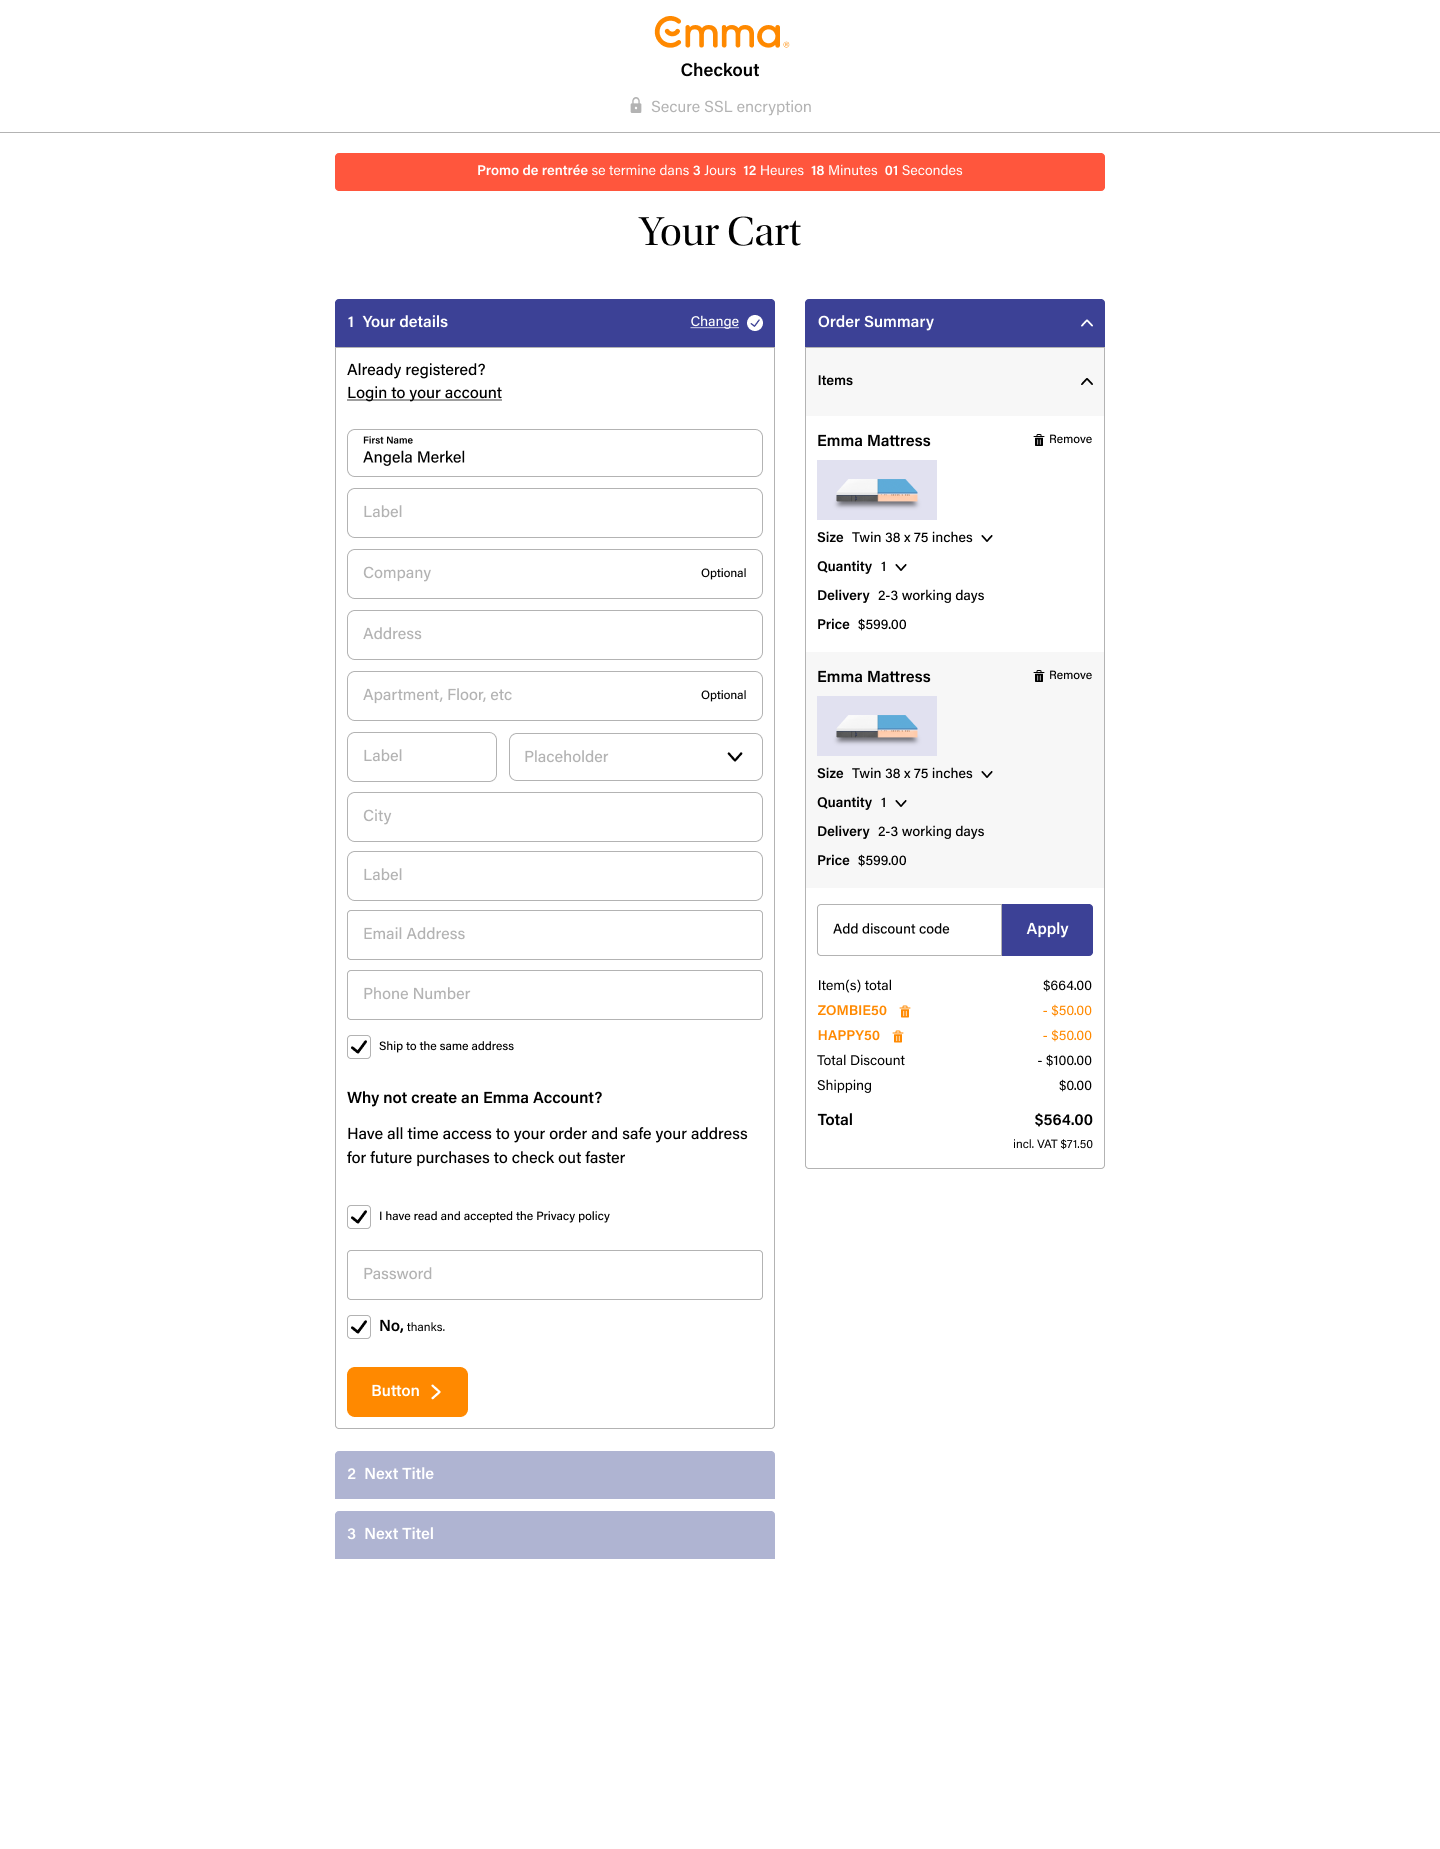 Emma®
Checkout
Secure SSL encryption
Promo de rentrée se termine dans 3 Jours 12 Heures 18 Minutes 01 Secondes
Your Cart
1 Your details Change
Already registered?
Login to your account
First Name
Angela Merkel
Label
Company Optional
Address
Apartment, Floor, etc Optional
Label Placeholder
City
Label
Email Address
Phone Number
Ship to the same address
Why not create an Emma Account?
Have all time access to your order and safe your address
for future purchases to check out faster
I have read and accepted the Privacy policy
Password
No, thanks.
Button
2 Next Title
3 Next Titel
Order Summary
Items
Emma Mattress Remove
Size Twin 38 x 75 inches
Quantity 1
Delivery 2-3 working days
Price $599.00
Emma Mattress Remove
Size Twin 38 x 75 inches
Quantity 1
Delivery 2-3 working days
Price $599.00
Add discount code Apply
Item(s) total $664.00
ZOMBIE50 - $50.00
HAPPY50 - $50.00
Total Discount - $100.00
Shipping $0.00
Total $564.00
incl. VAT $71.50